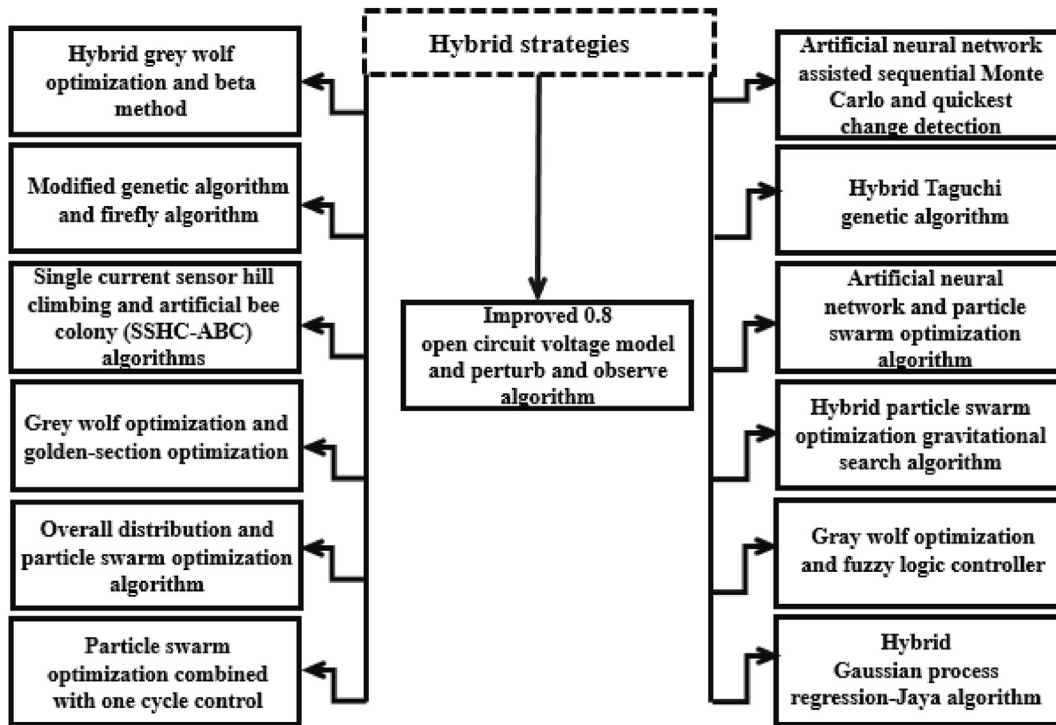 Hybrid strategies
Hybrid grey wolf
optimization and beta
method
Modified genetic algorithm
and firefly algorithm
Single current sensor hill
climbing and artificial bee
colony (SSHC-ABC)
algorithms
Grey wolf optimization and
golden-section optimization
Overall distribution and
particle swarm optimization
algorithm
Particle swarm
optimization combined
with one cycle control
Improved 0.8
open circuit voltage model
and perturb and observe
algorithm
Artificial neural network
assisted sequential Monte
Carlo and quickest
change detection
Hybrid Taguchi
genetic algorithm
Artificial neural
network and particle
swarm optimization
algorithm
Hybrid particle swarm
optimization gravitational
search algorithm
Gray wolf optimization
and fuzzy logic controller
Hybrid
Gaussian process
regression-Jaya algorithm